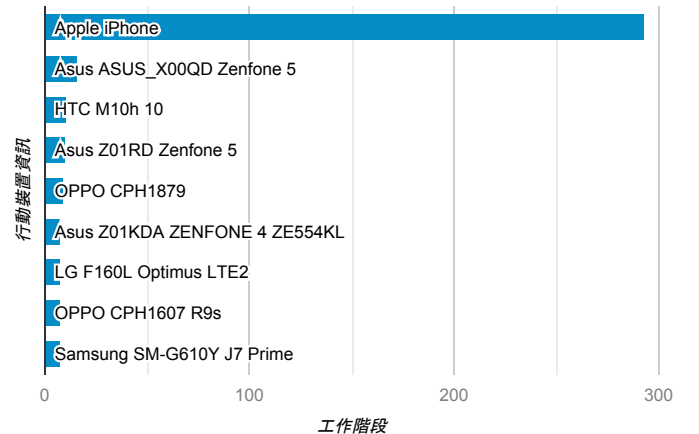 Apple iPhone
Asus ASUS_X00QD Zenfone 5
HTC M10h 10
Asus Z01RD Zenfone 5
OPPO CPH1879
Asus Z01KDA ZENFONE 4 ZE554KL
LG F160L Optimus LTE2
OPPO CPH1607 R9s
Samsung SM-G610Y J7 Prime
行動裝置資訊
0 100 200 300
工作階段